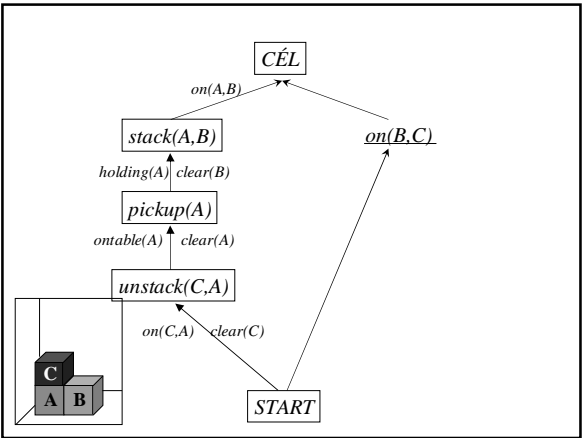 CÉL
on(A,B)
stack(A,B)
on(B,C)
holding(A) clear(B)
pickup(A)
ontable(A) clear(A)
unstack(C,A)
on(C,A) clear(C)
C
A B
START